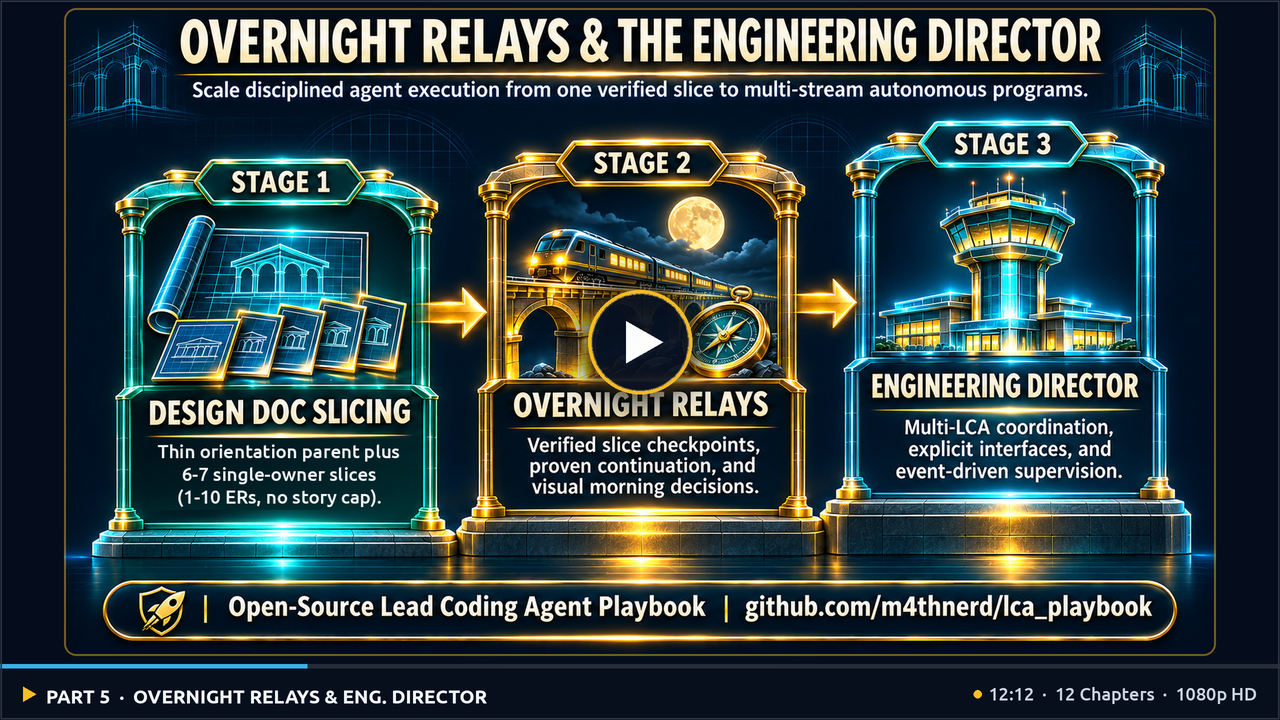 OVERNIGHT RELAYS & THE ENGINEERING DIRECTOR
Scale disciplined agent execution from one verified slice to multi-stream autonomous programs.
STAGE 1
DESIGN DOC SLICING
Thin orientation parent plus
6-7 single-owner slices
(1-10 ERs, no story cap).
STAGE 2
OVERNIGHT RELAYS
Verified slice checkpoints,
proven continuation, and
visual morning decisions.
STAGE 3
ENGINEERING DIRECTOR
Multi-LCA coordination,
explicit interfaces, and
event-driven supervision.
Open-Source Lead Coding Agent Playbook | github.com/m4thnerd/lca_playbook
PART 5 · OVERNIGHT RELAYS & ENG. DIRECTOR
12:12 · 12 Chapters · 1080p HD